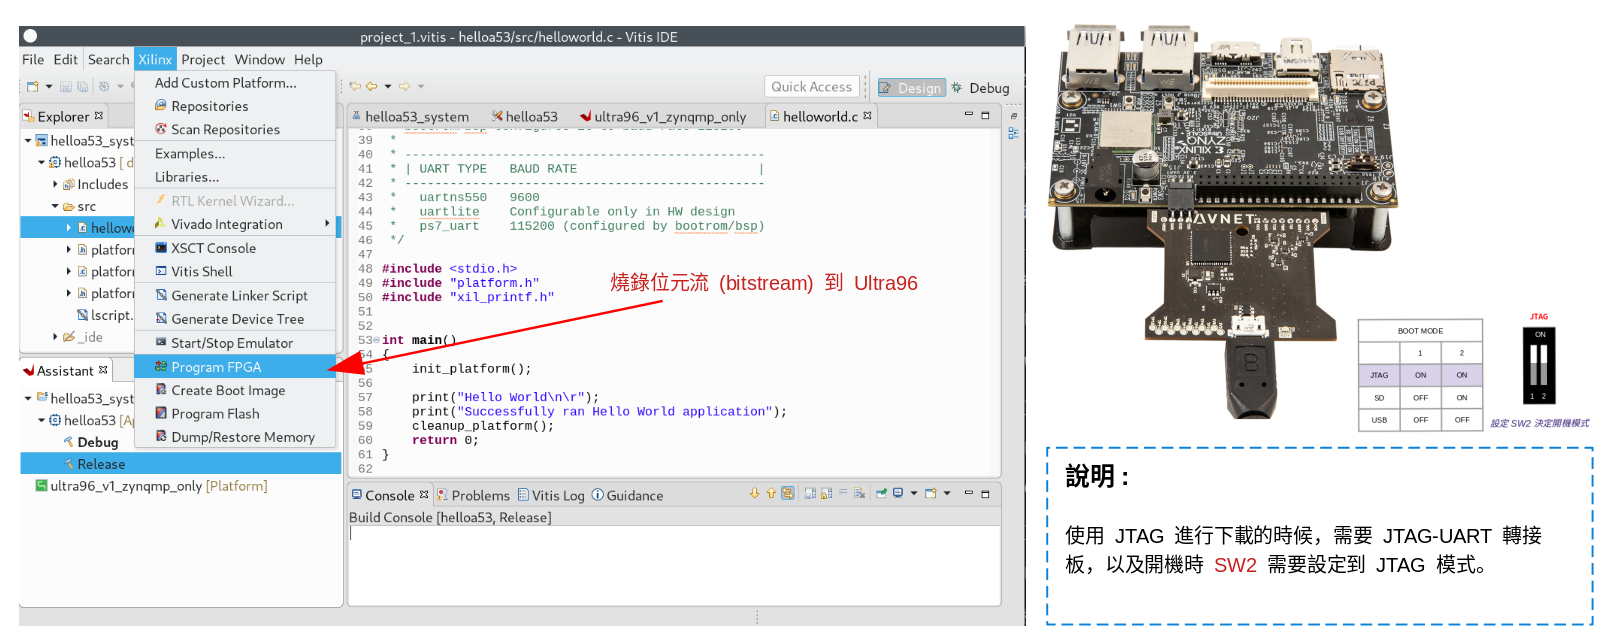 project_1.vitis - helloa53/src/helloworld.c - Vitis IDE
File Edit Search Xilinx Project Window Help
Add Custom Platform...
Repositories
Scan Repositories
Examples...
Libraries...
RTL Kernel Wizard...
Vivado Integration
XSCT Console
Vitis Shell
Generate Linker Script
Generate Device Tree
Start/Stop Emulator
Program FPGA
Create Boot Image
Program Flash
Dump/Restore Memory
Quick Access
Design
Debug
Explorer
helloa53_syst
helloa53 [ d
Includes
src
hellow
platfor
platfor
platfor
lscript.
_ide
Assistant
helloa53_syst
helloa53 [A
Debug
Release
ultra96_v1_zynqmp_only [Platform]
helloa53_system helloa53 ultra96_v1_zynqmp_only helloworld.c
39 *
40 * ------------------------------------------------
41 * | UART TYPE   BAUD RATE                        |
42 * ------------------------------------------------
43 *   uartns550   9600
44 *   uartlite    Configurable only in HW design
45 *   ps7_uart    115200 (configured by bootrom/bsp)
46 */
47
48 #include <stdio.h>
49 #include "platform.h"
50 #include "xil_printf.h"
51
52
53 int main()
54 {
5     init_platform();
56
57     print("Hello World\n\r");
58     print("Successfully ran Hello World application");
59     cleanup_platform();
60     return 0;
61 }
62
燒錄位元流 (bitstream) 到 Ultra96
Console Problems Vitis Log Guidance
Build Console [helloa53, Release]
XILINX
ZYNQ
AVNET
B
BOOT MODE
1 2
JTAG ON ON
SD OFF ON
USB OFF OFF
JTAG
ON
1 2
設定 SW2 決定開機模式
說明 :
使用 JTAG 進行下載的時候，需要 JTAG-UART 轉接
板，以及開機時 SW2 需要設定到 JTAG 模式。